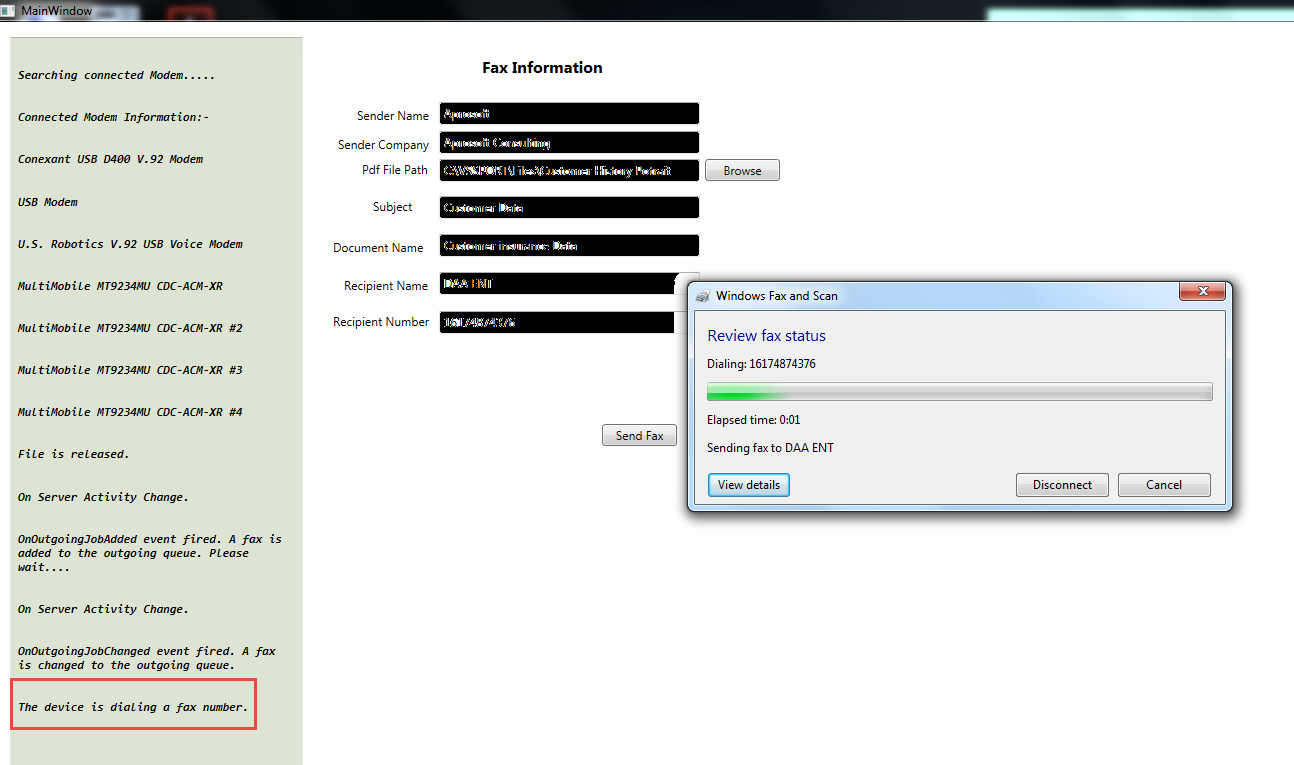 MainWindow
Searching connected Modem.....
Connected Modem Information:-
Conexant USB D400 V.92 Modem
USB Modem
U.S. Robotics V.92 USB Voice Modem
MultiMobile MT9234MU CDC-ACM-XR
MultiMobile MT9234MU CDC-ACM-XR #2
MultiMobile MT9234MU CDC-ACM-XR #3
MultiMobile MT9234MU CDC-ACM-XR #4
File is released.
On Server Activity Change.
OnOutgoingJobAdded event fired. A fax is
added to the outgoing queue. Please
wait....
On Server Activity Change.
OnOutgoingJobChanged event fired. A fax
is changed to the outgoing queue.
The device is dialing a fax number.
Fax Information
Sender Name Aprosoft
Sender Company Aprosoft Consulting
Pdf File Path Customer History Potrait Browse
Subject Customer Data
Document Name Customer insurance Data
Recipient Name DAA ENT
Recipient Number 16174874376
Send Fax
Windows Fax and Scan
Review fax status
Dialing: 16174874376
Elapsed time: 0:01
Sending fax to DAA ENT
View details Disconnect Cancel